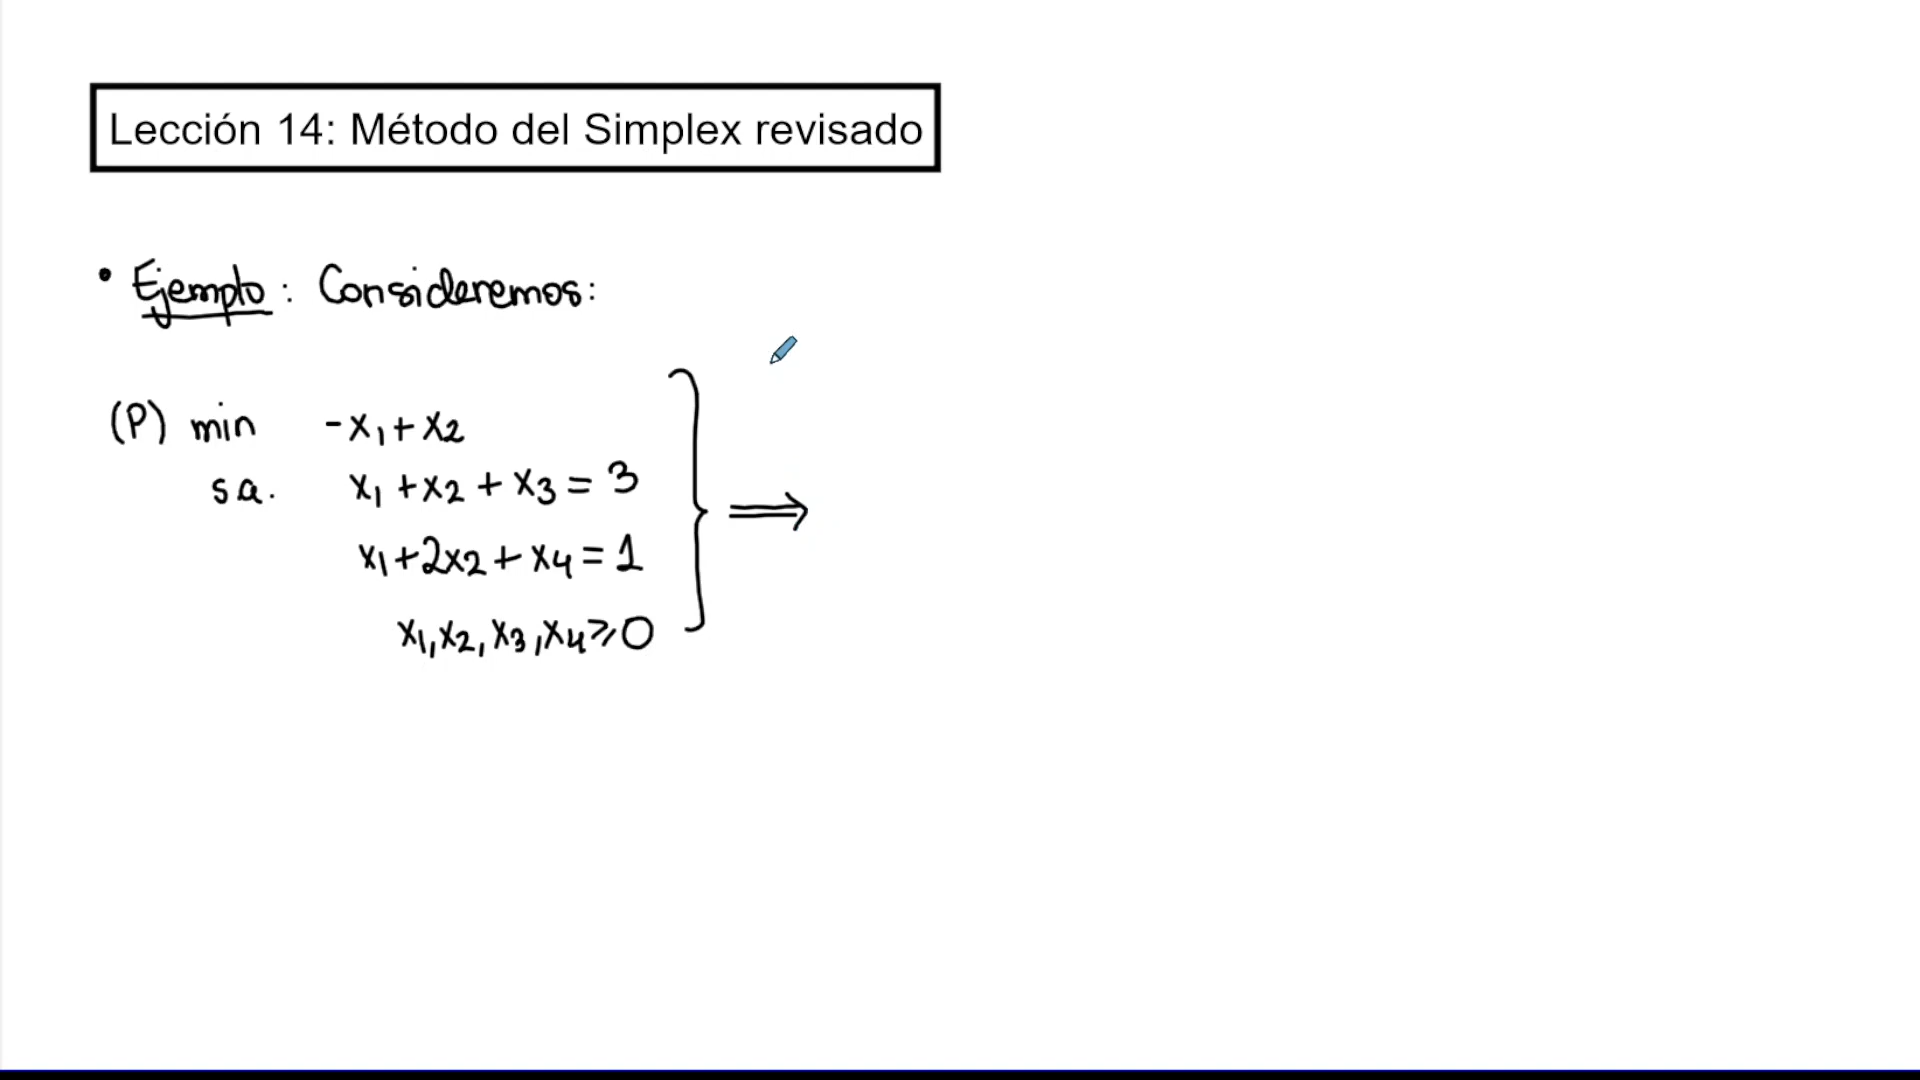 Lección 14: Método del Simplex revisado
• Ejemplo: Consideremos:
(P) min -x₁+x₂
sa. x₁+x₂+x₃=3
x₁+2x₂+x₄=1
x₁,x₂,x₃,x₄⩾0
⟹